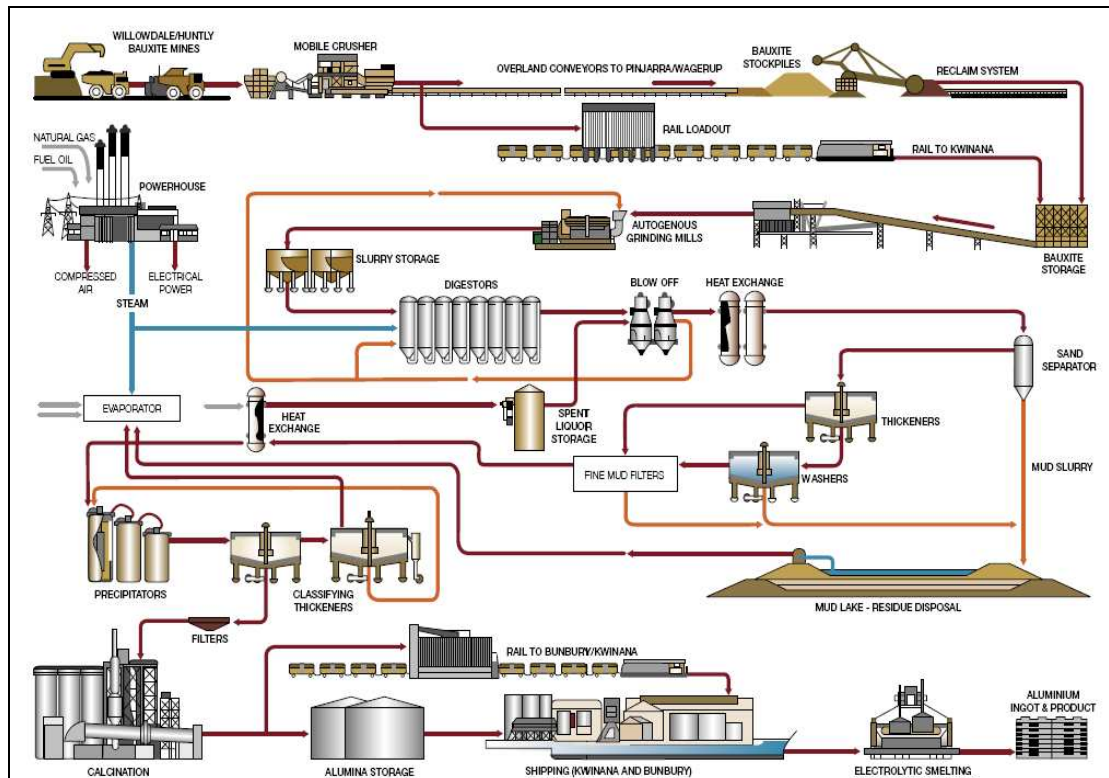 WILLOWDALE/HUNTLY
BAUXITE MINES
MOBILE CRUSHER
OVERLAND CONVEYORS TO PINJARRA/WAGERUP
BAUXITE
STOCKPILES
RECLAIM SYSTEM
NATURAL GAS
FUEL OIL
RAIL LOADOUT
RAIL TO KWINANA
POWERHOUSE
AUTOGENOUS
GRINDING MILLS
BAUXITE
STORAGE
SLURRY STORAGE
COMPRESSED
AIR
ELECTRICAL
POWER
STEAM
DIGESTORS
BLOW OFF
HEAT EXCHANGE
SAND
SEPARATOR
EVAPORATOR
HEAT
EXCHANGE
SPENT
LIQUOR
STORAGE
THICKENERS
FINE MUD FILTERS
WASHERS
MUD SLURRY
PRECIPITATORS
CLASSIFYING
THICKENERS
MUD LAKE - RESIDUE DISPOSAL
FILTERS
RAIL TO BUNBURY/KWINANA
ALUMINIUM
INGOT & PRODUCT
CALCINATION
ALUMINA STORAGE
SHIPPING (KWINANA AND BUNBURY)
ELECTROLYTIC SMELTING